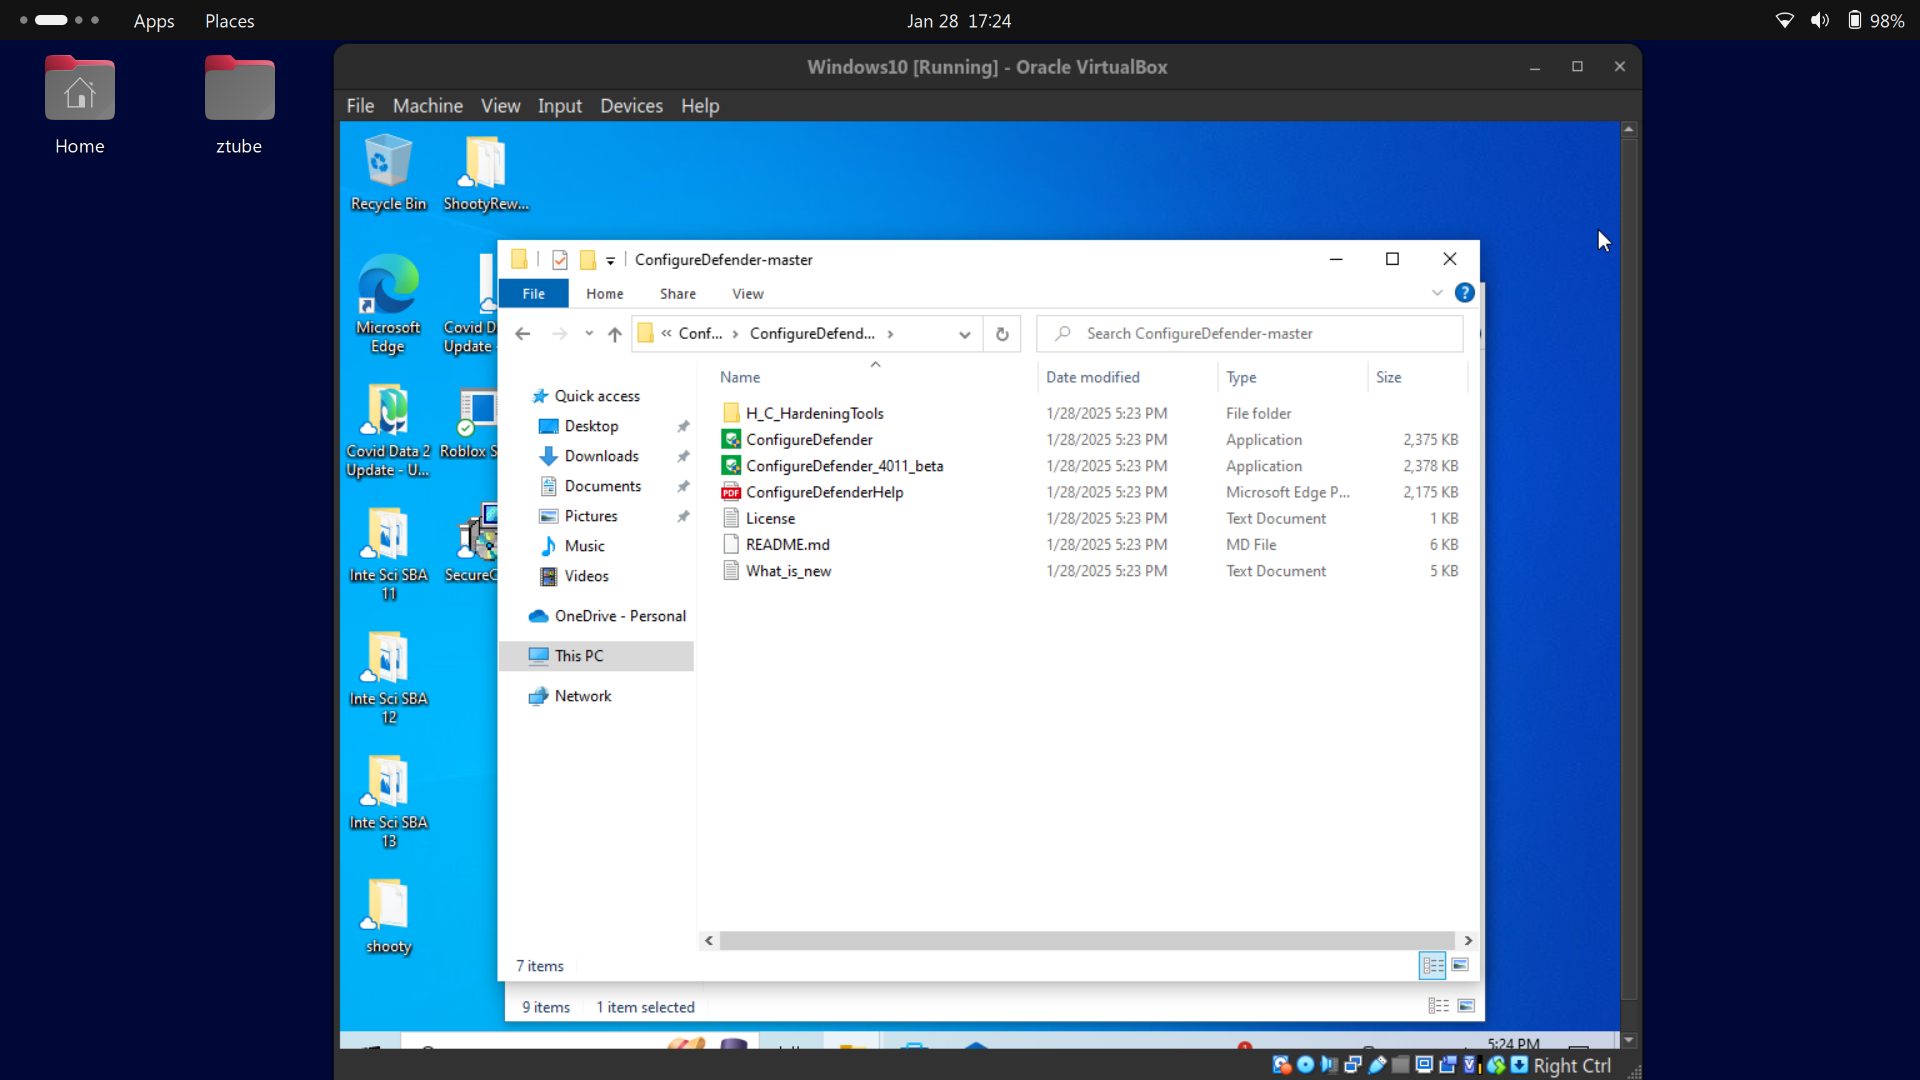 Apps Places Jan 28 17:24 98%
Home
ztube
Windows10 [Running] - Oracle VirtualBox
File Machine View Input Devices Help
Recycle Bin
ShootyRew...
Microsoft Edge
Covid D
Update -
Covid Data 2
Update - U...
Roblox S
Inte Sci SBA
11
SecureC
Inte Sci SBA
12
Inte Sci SBA
13
shooty
ConfigureDefender-master
File Home Share View
« Conf... › ConfigureDefend... ›
Search ConfigureDefender-master
Quick access
Desktop
Downloads
Documents
Pictures
Music
Videos
OneDrive - Personal
This PC
Network
Name Date modified Type Size
H_C_HardeningTools 1/28/2025 5:23 PM File folder
ConfigureDefender 1/28/2025 5:23 PM Application 2,375 KB
ConfigureDefender_4011_beta 1/28/2025 5:23 PM Application 2,378 KB
PDF ConfigureDefenderHelp 1/28/2025 5:23 PM Microsoft Edge P... 2,175 KB
License 1/28/2025 5:23 PM Text Document 1 KB
README.md 1/28/2025 5:23 PM MD File 6 KB
What_is_new 1/28/2025 5:23 PM Text Document 5 KB
7 items
9 items 1 item selected
5:24 PM
Right Ctrl